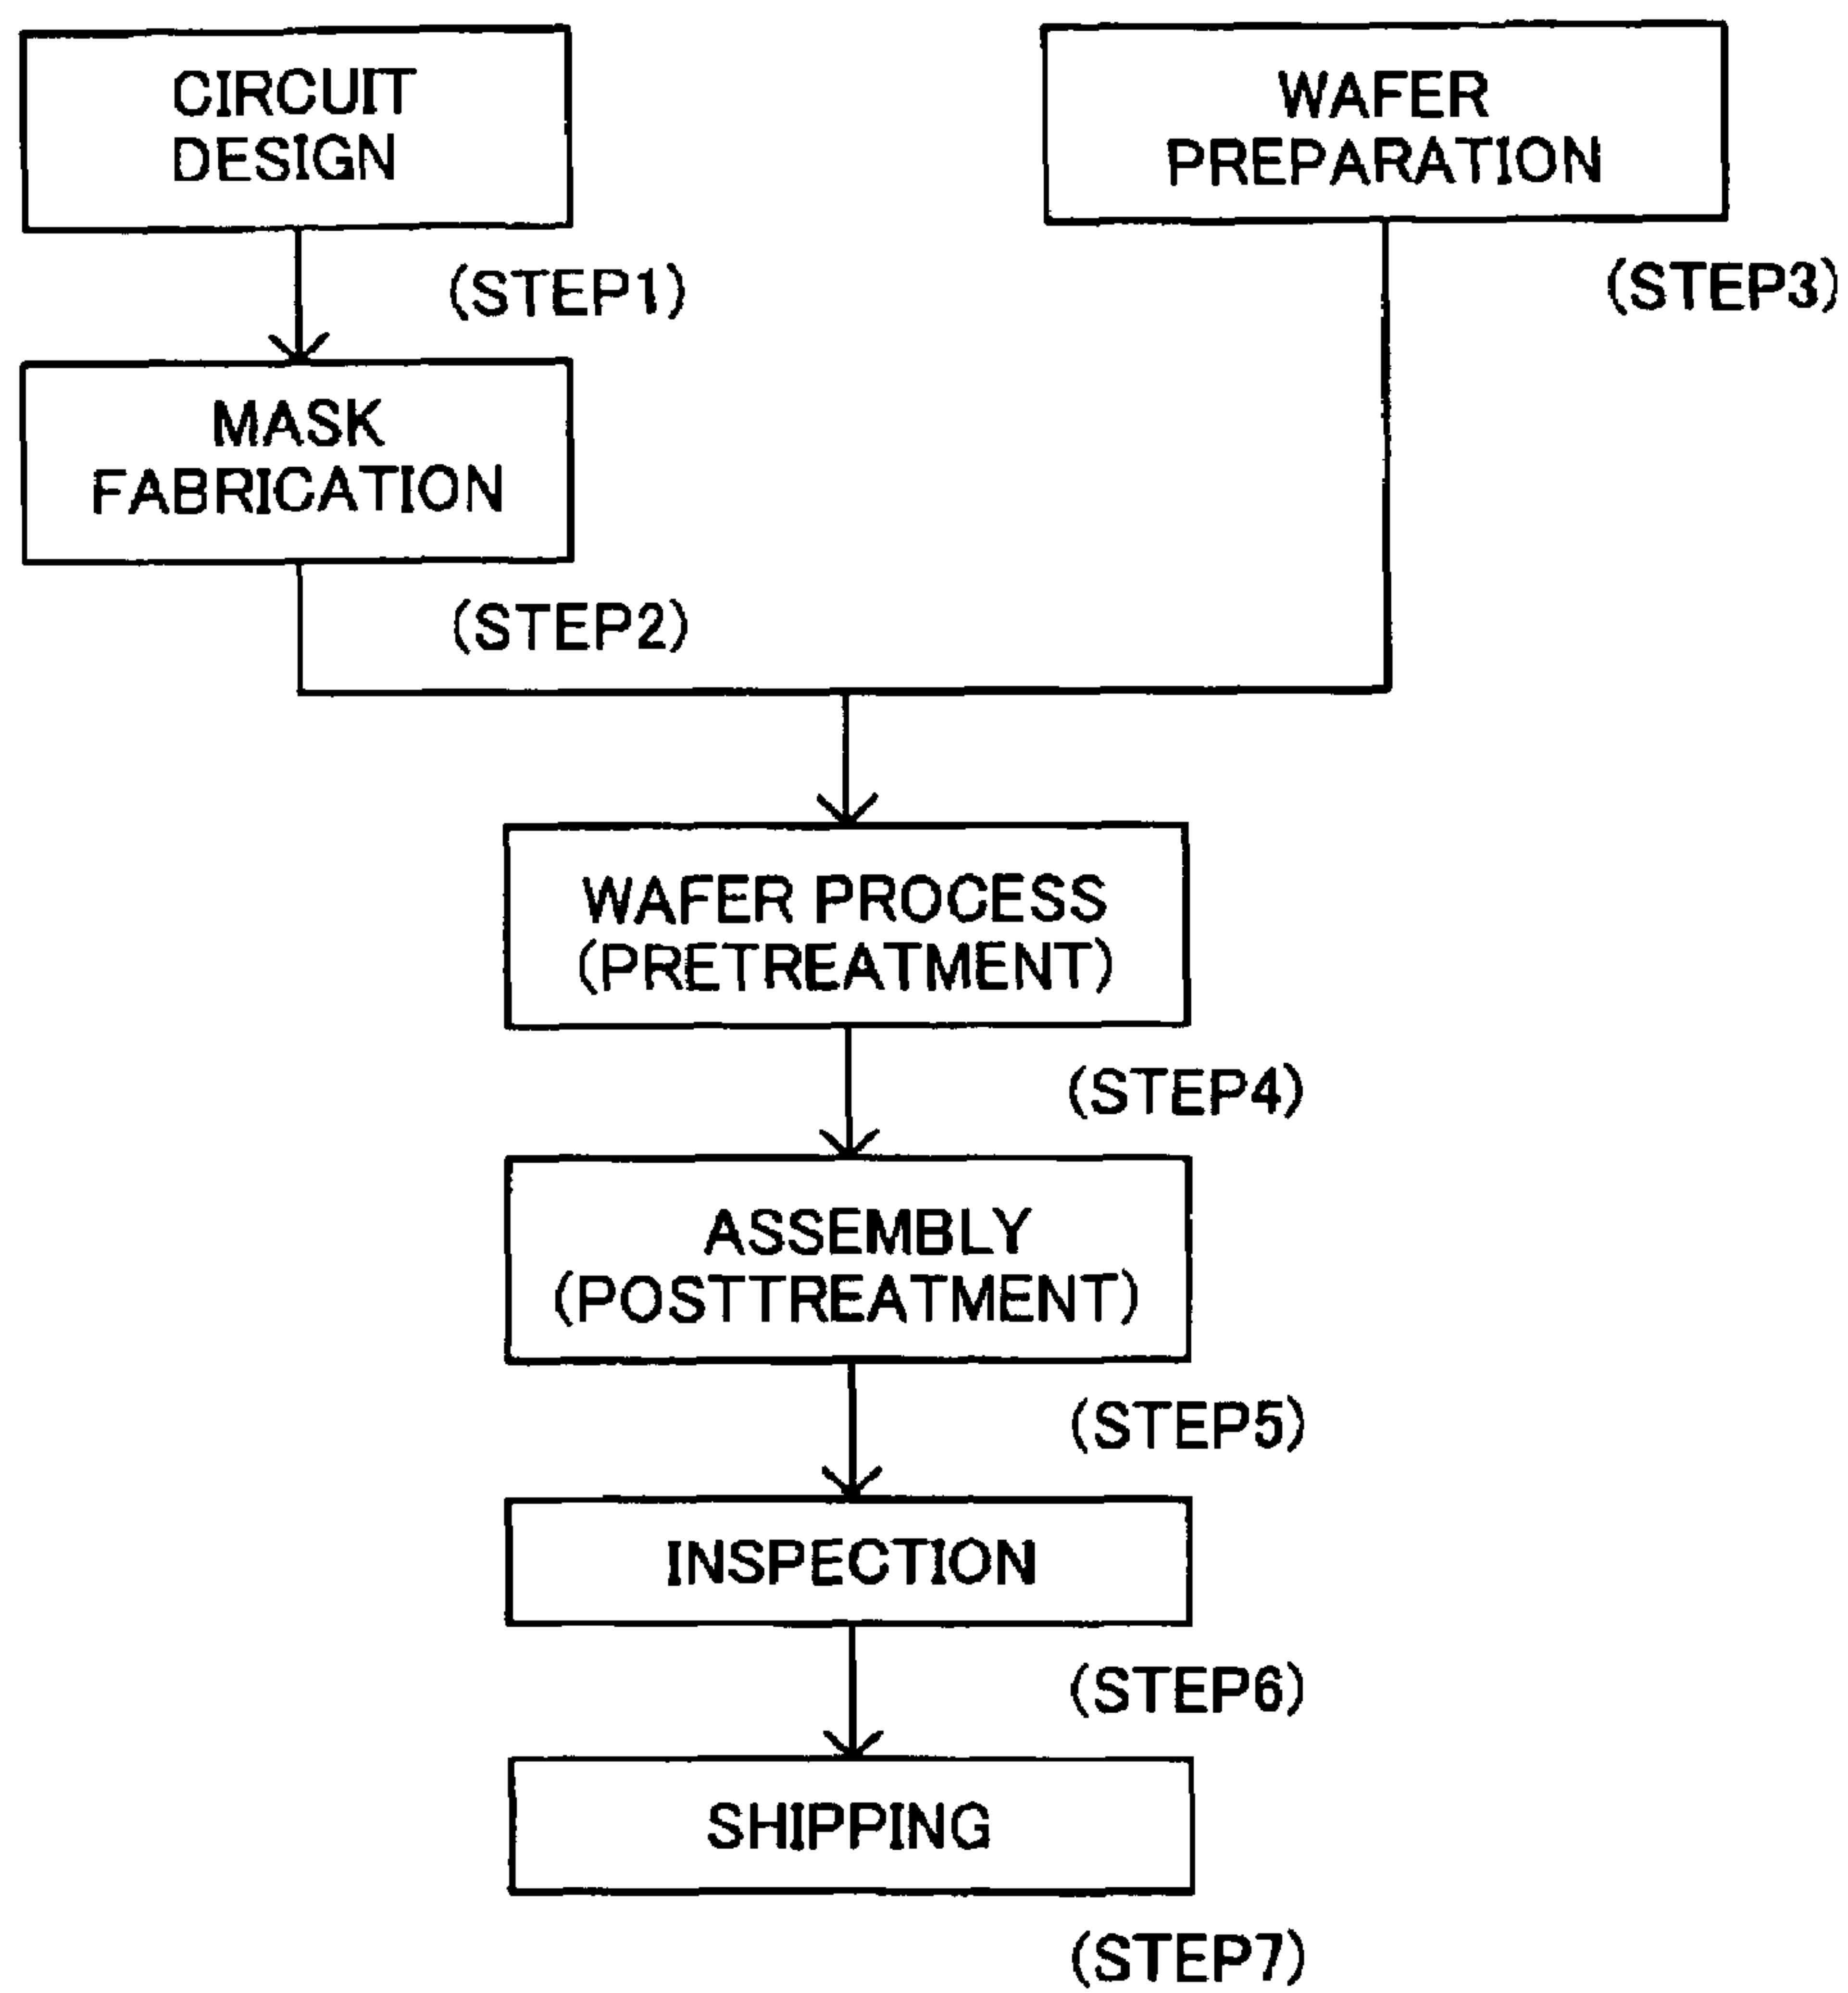 CIRCUIT
DESIGN
(STEP1)
MASK
FABRICATION
(STEP2)
WAFER
PREPARATION
(STEP3)
WAFER PROCESS
(PRETREATMENT)
(STEP4)
ASSEMBLY
(POSTTREATMENT)
(STEP5)
INSPECTION
(STEP6)
SHIPPING
(STEP7)